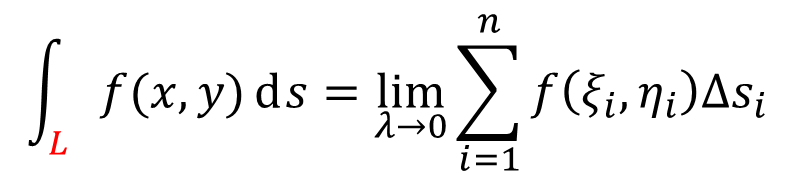 ∫_L f(x, y) ds = lim_{λ→0} ∑_{i=1}^{n} f(ξ_i, η_i)Δs_i